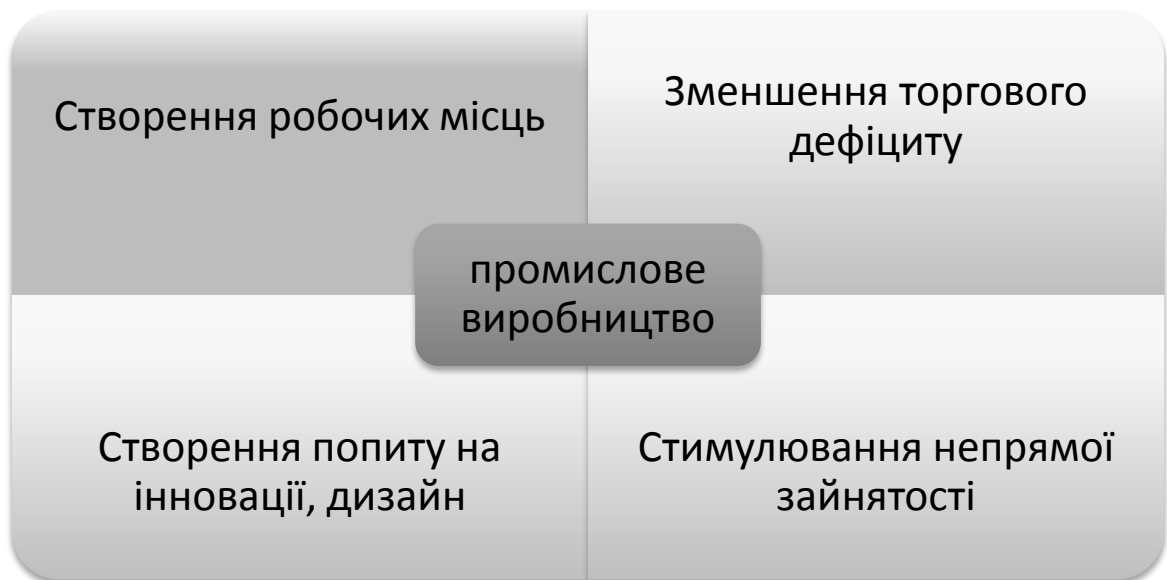 Створення робочих місць
Зменшення торгового
дефіциту
промислове
виробництво
Створення попиту на
інновації, дизайн
Стимулювання непрямої
зайнятості